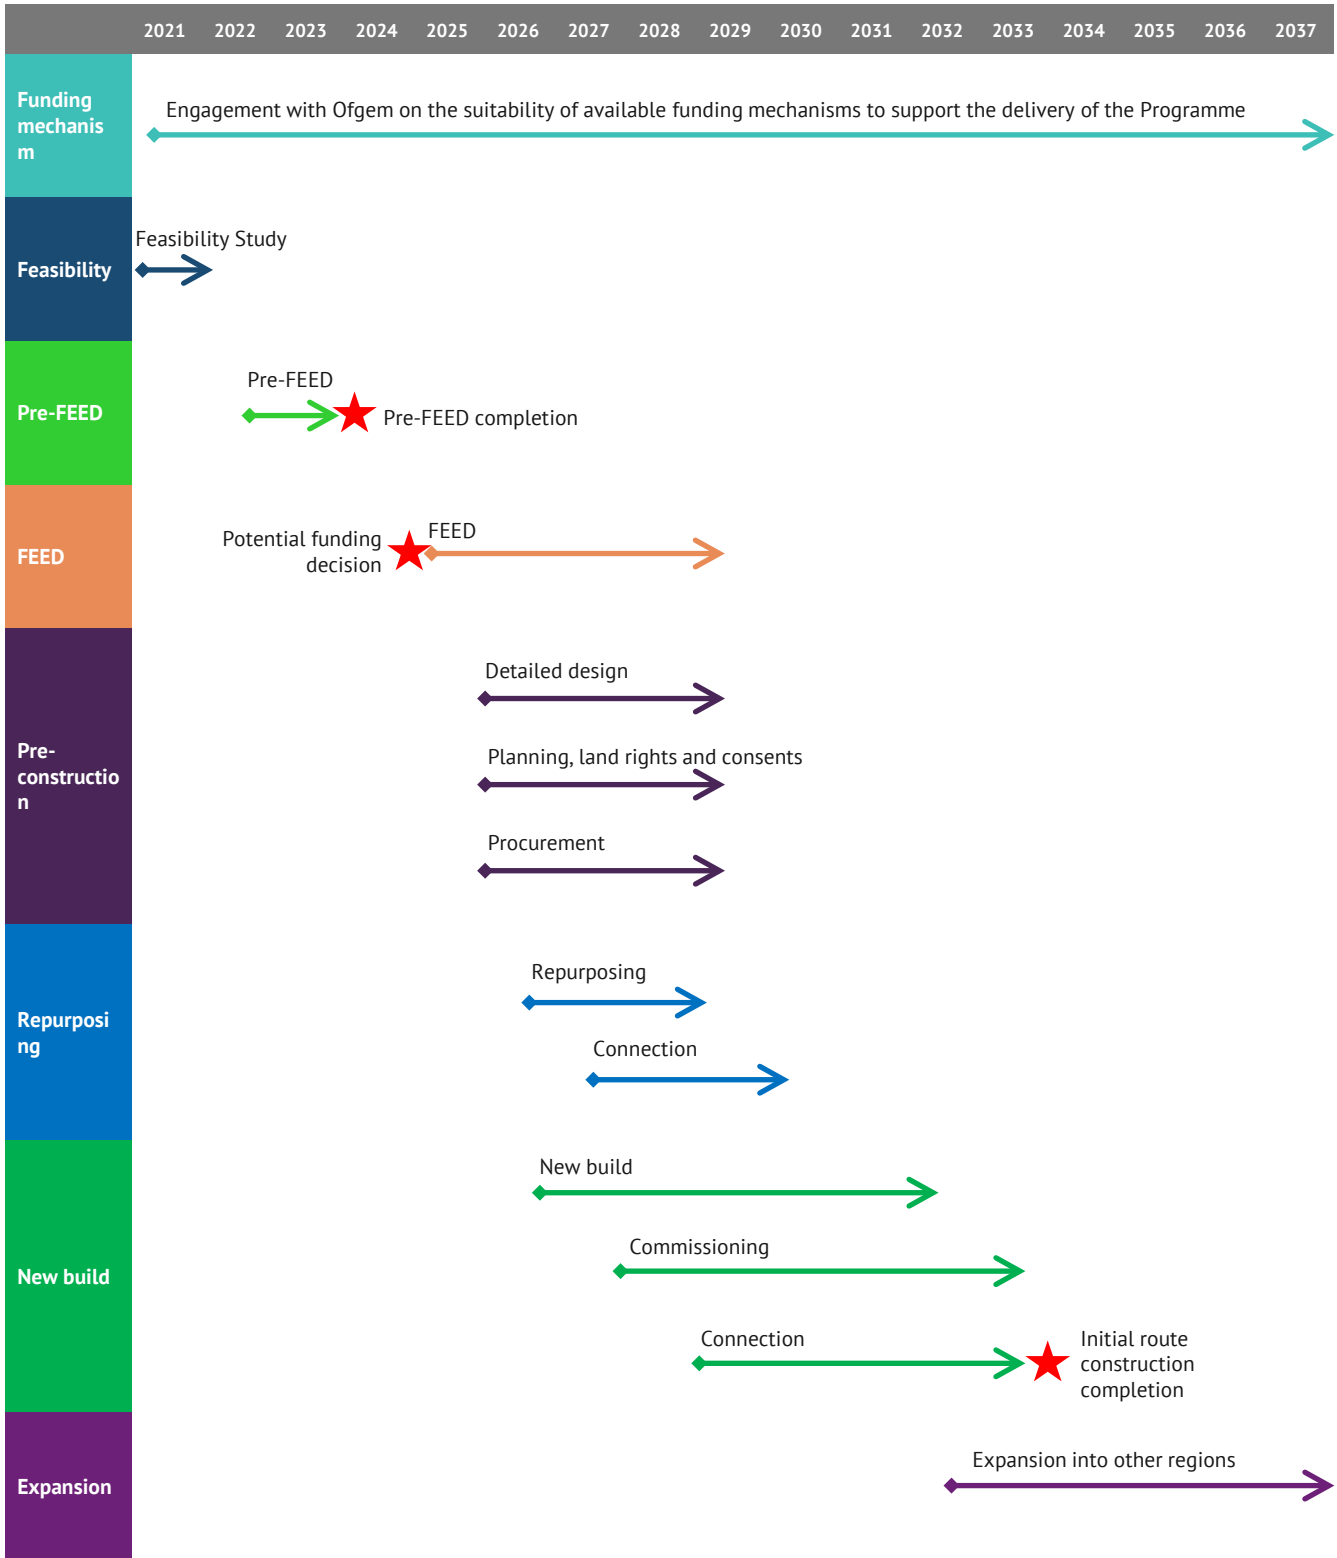 2021 2022 2023 2024 2025 2026 2027 2028 2029 2030 2031 2032 2033 2034 2035 2036 2037
Funding
mechanis
m
Engagement with Ofgem on the suitability of available funding mechanisms to support the delivery of the Programme
Feasibility
Feasibility Study
Pre-FEED
Pre-FEED
Pre-FEED completion
FEED
Potential funding
decision
FEED
Pre-
constructio
n
Detailed design
Planning, land rights and consents
Procurement
Repurposi
ng
Repurposing
Connection
New build
New build
Commissioning
Connection
Initial route
construction
completion
Expansion
Expansion into other regions